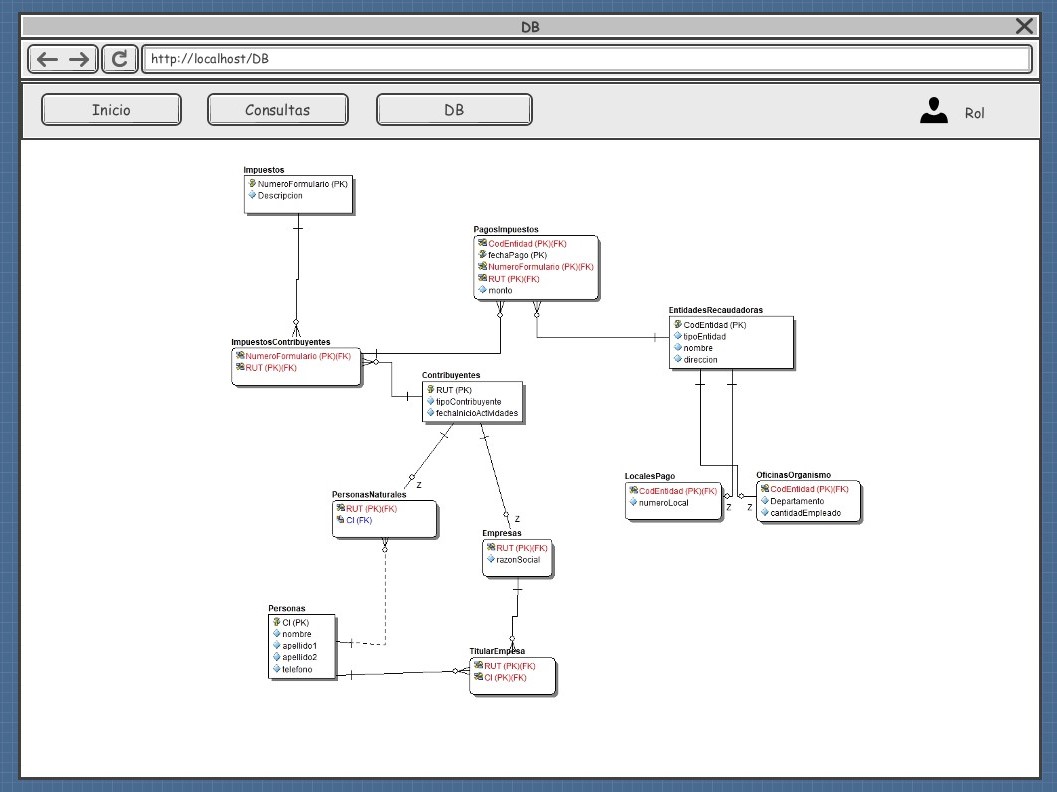 DB
http://localhost/DB
Inicio
Consultas
DB
Rol
Impuestos
NumeroFormulario (PK)
Descripcion
PagosImpuestos
CodEntidad (PK)(FK)
fechaPago (PK)
NumeroFormulario (PK)(FK)
RUT (PK)(FK)
monto
EntidadesRecaudadoras
CodEntidad (PK)
tipoEntidad
nombre
direccion
ImpuestosContribuyentes
NumeroFormulario (PK)(FK)
RUT (PK)(FK)
Contribuyentes
RUT (PK)
tipoContribuyente
fechaInicioActividades
PersonasNaturales
RUT (PK)(FK)
CI (FK)
Z
Empresas
RUT (PK)(FK)
razonSocial
Z
LocalesPago
CodEntidad (PK)(FK)
numeroLocal
Z
Z
OficinasOrganismo
CodEntidad (PK)(FK)
Departamento
cantidadEmpleado
Personas
CI (PK)
nombre
apellido1
apellido2
telefono
TitularEmpesa
RUT (PK)(FK)
CI (PK)(FK)